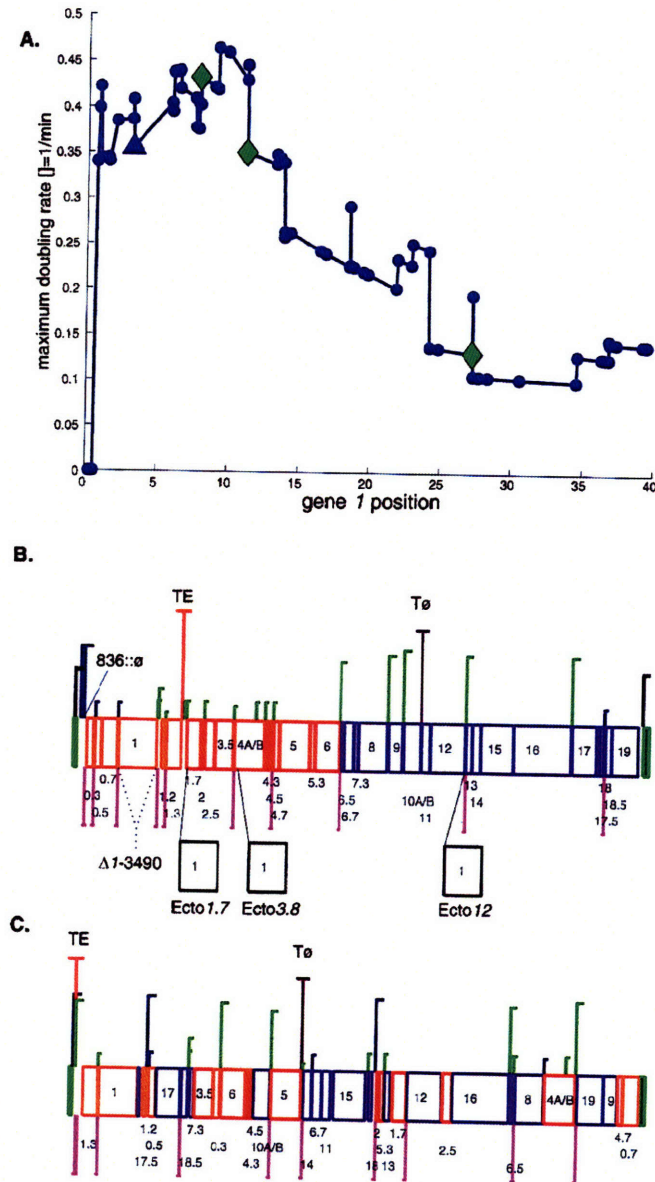 A.
maximum doubling rate []=1/min
0.5
0.45
0.4
0.35
0.3
0.25
0.2
0.15
0.1
0.05
0
0 5 10 15 20 25 30 35 40
gene 1 position
B.
TE Tø
836::ø
1 3.5 4A/B 5 6 8 9 12 15 16 17 19
0.7 1.7 4.3 5.3 7.3 13 18
0.3 1.2 2 4.5 6.5 10A/B 14 18.5
0.5 1.3 2.5 4.7 6.7 11 17.5
Δ1-3490
1 1 1
Ecto1.7 Ecto3.8 Ecto12
C.
TE Tø
1 17 3.5 6 5 15 12 16 8 4A/B 19 9
1.2 7.3 4.5 6.7 2 1.7 4.7
1.3 0.5 0.3 10A/B 11 5.3 2.5 0.7
17.5 18.5 4.3 14 18 13 6.5